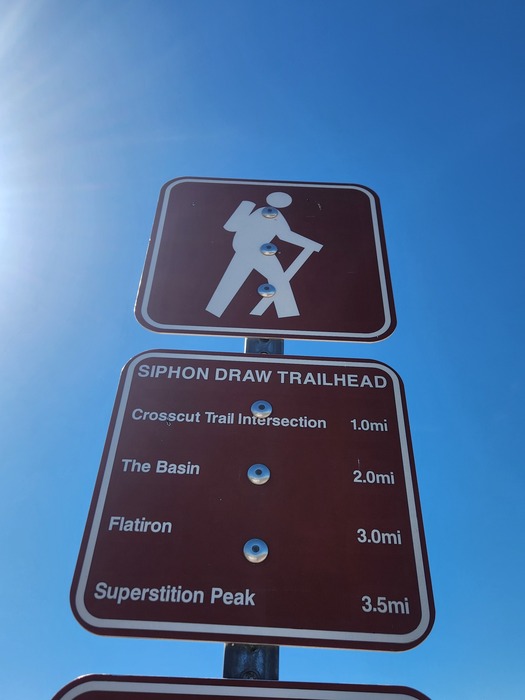 SIPHON DRAW TRAILHEAD
Crosscut Trail Intersection 1.0mi
The Basin 2.0mi
Flatiron 3.0mi
Superstition Peak 3.5mi